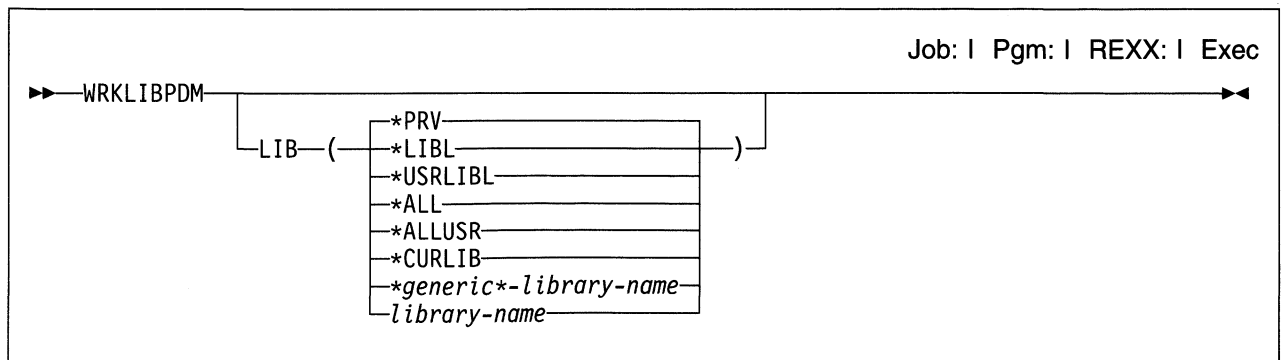 Job: I Pgm: I REXX: I Exec
WRKLIBPDM
LIB ( *PRV )
*LIBL
*USRLIBL
*ALL
*ALLUSR
*CURLIB
*generic*-library-name
library-name